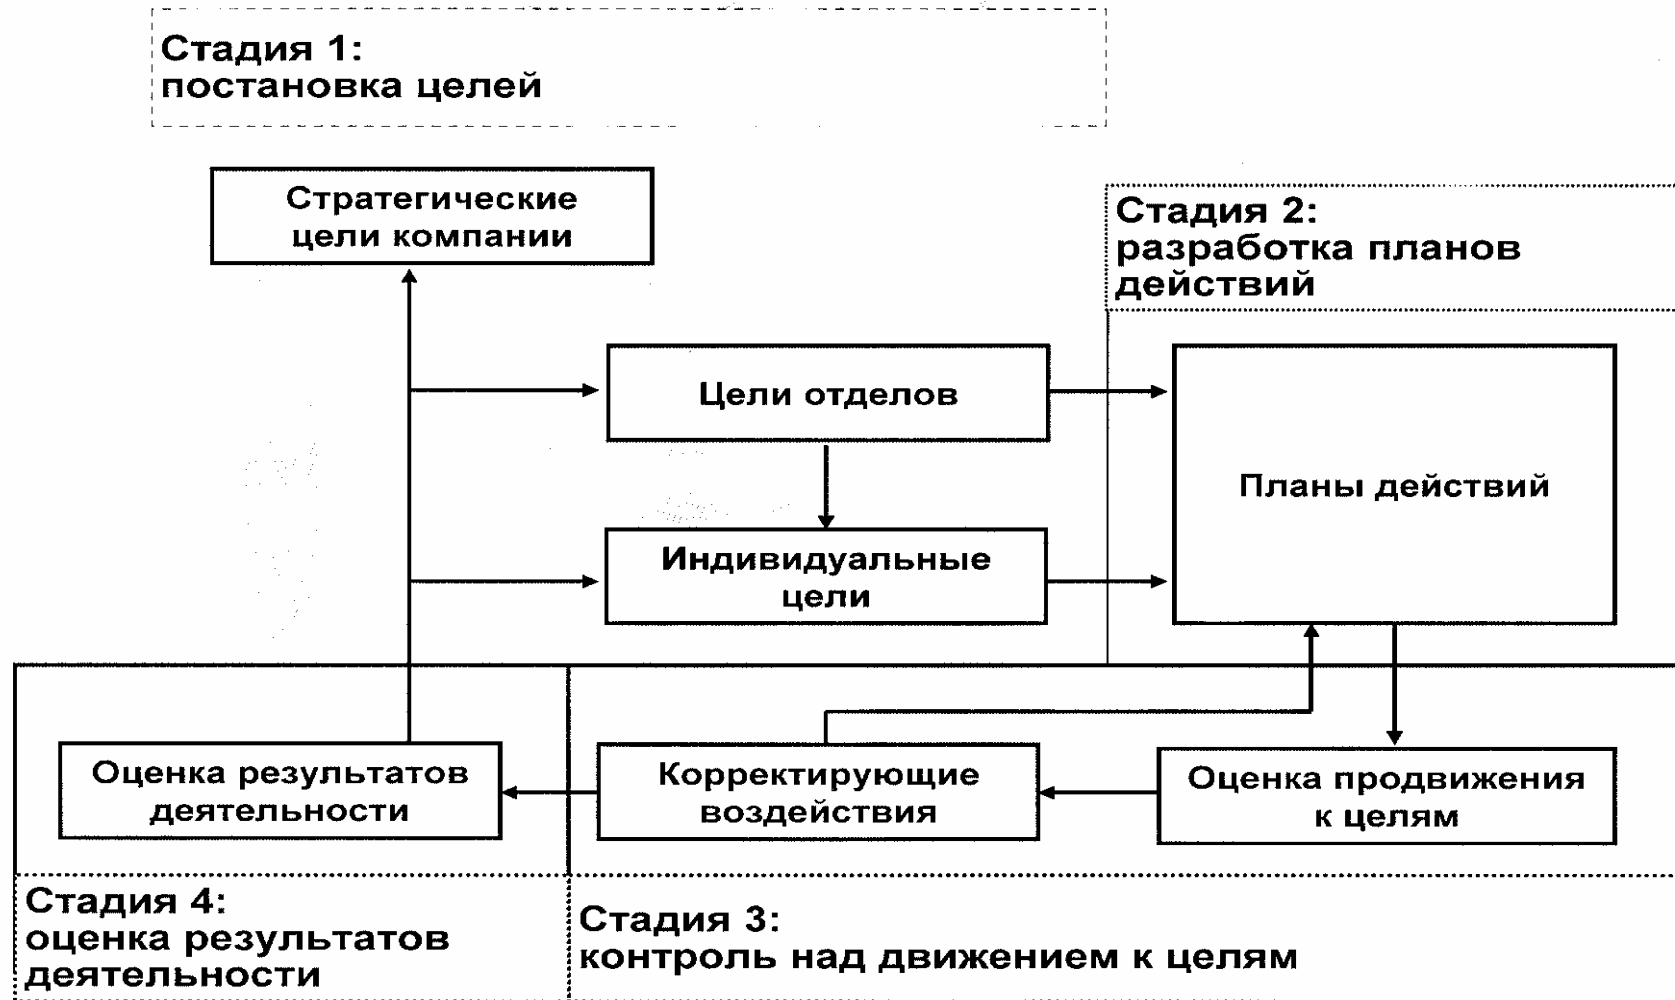 Стадия 1:
постановка целей
Стратегические
цели компании
Стадия 2:
разработка планов
действий
Цели отделов
Планы действий
Индивидуальные
цели
Оценка результатов
деятельности
Корректирующие
воздействия
Оценка продвижения
к целям
Стадия 4:
оценка результатов
деятельности
Стадия 3:
контроль над движением к целям